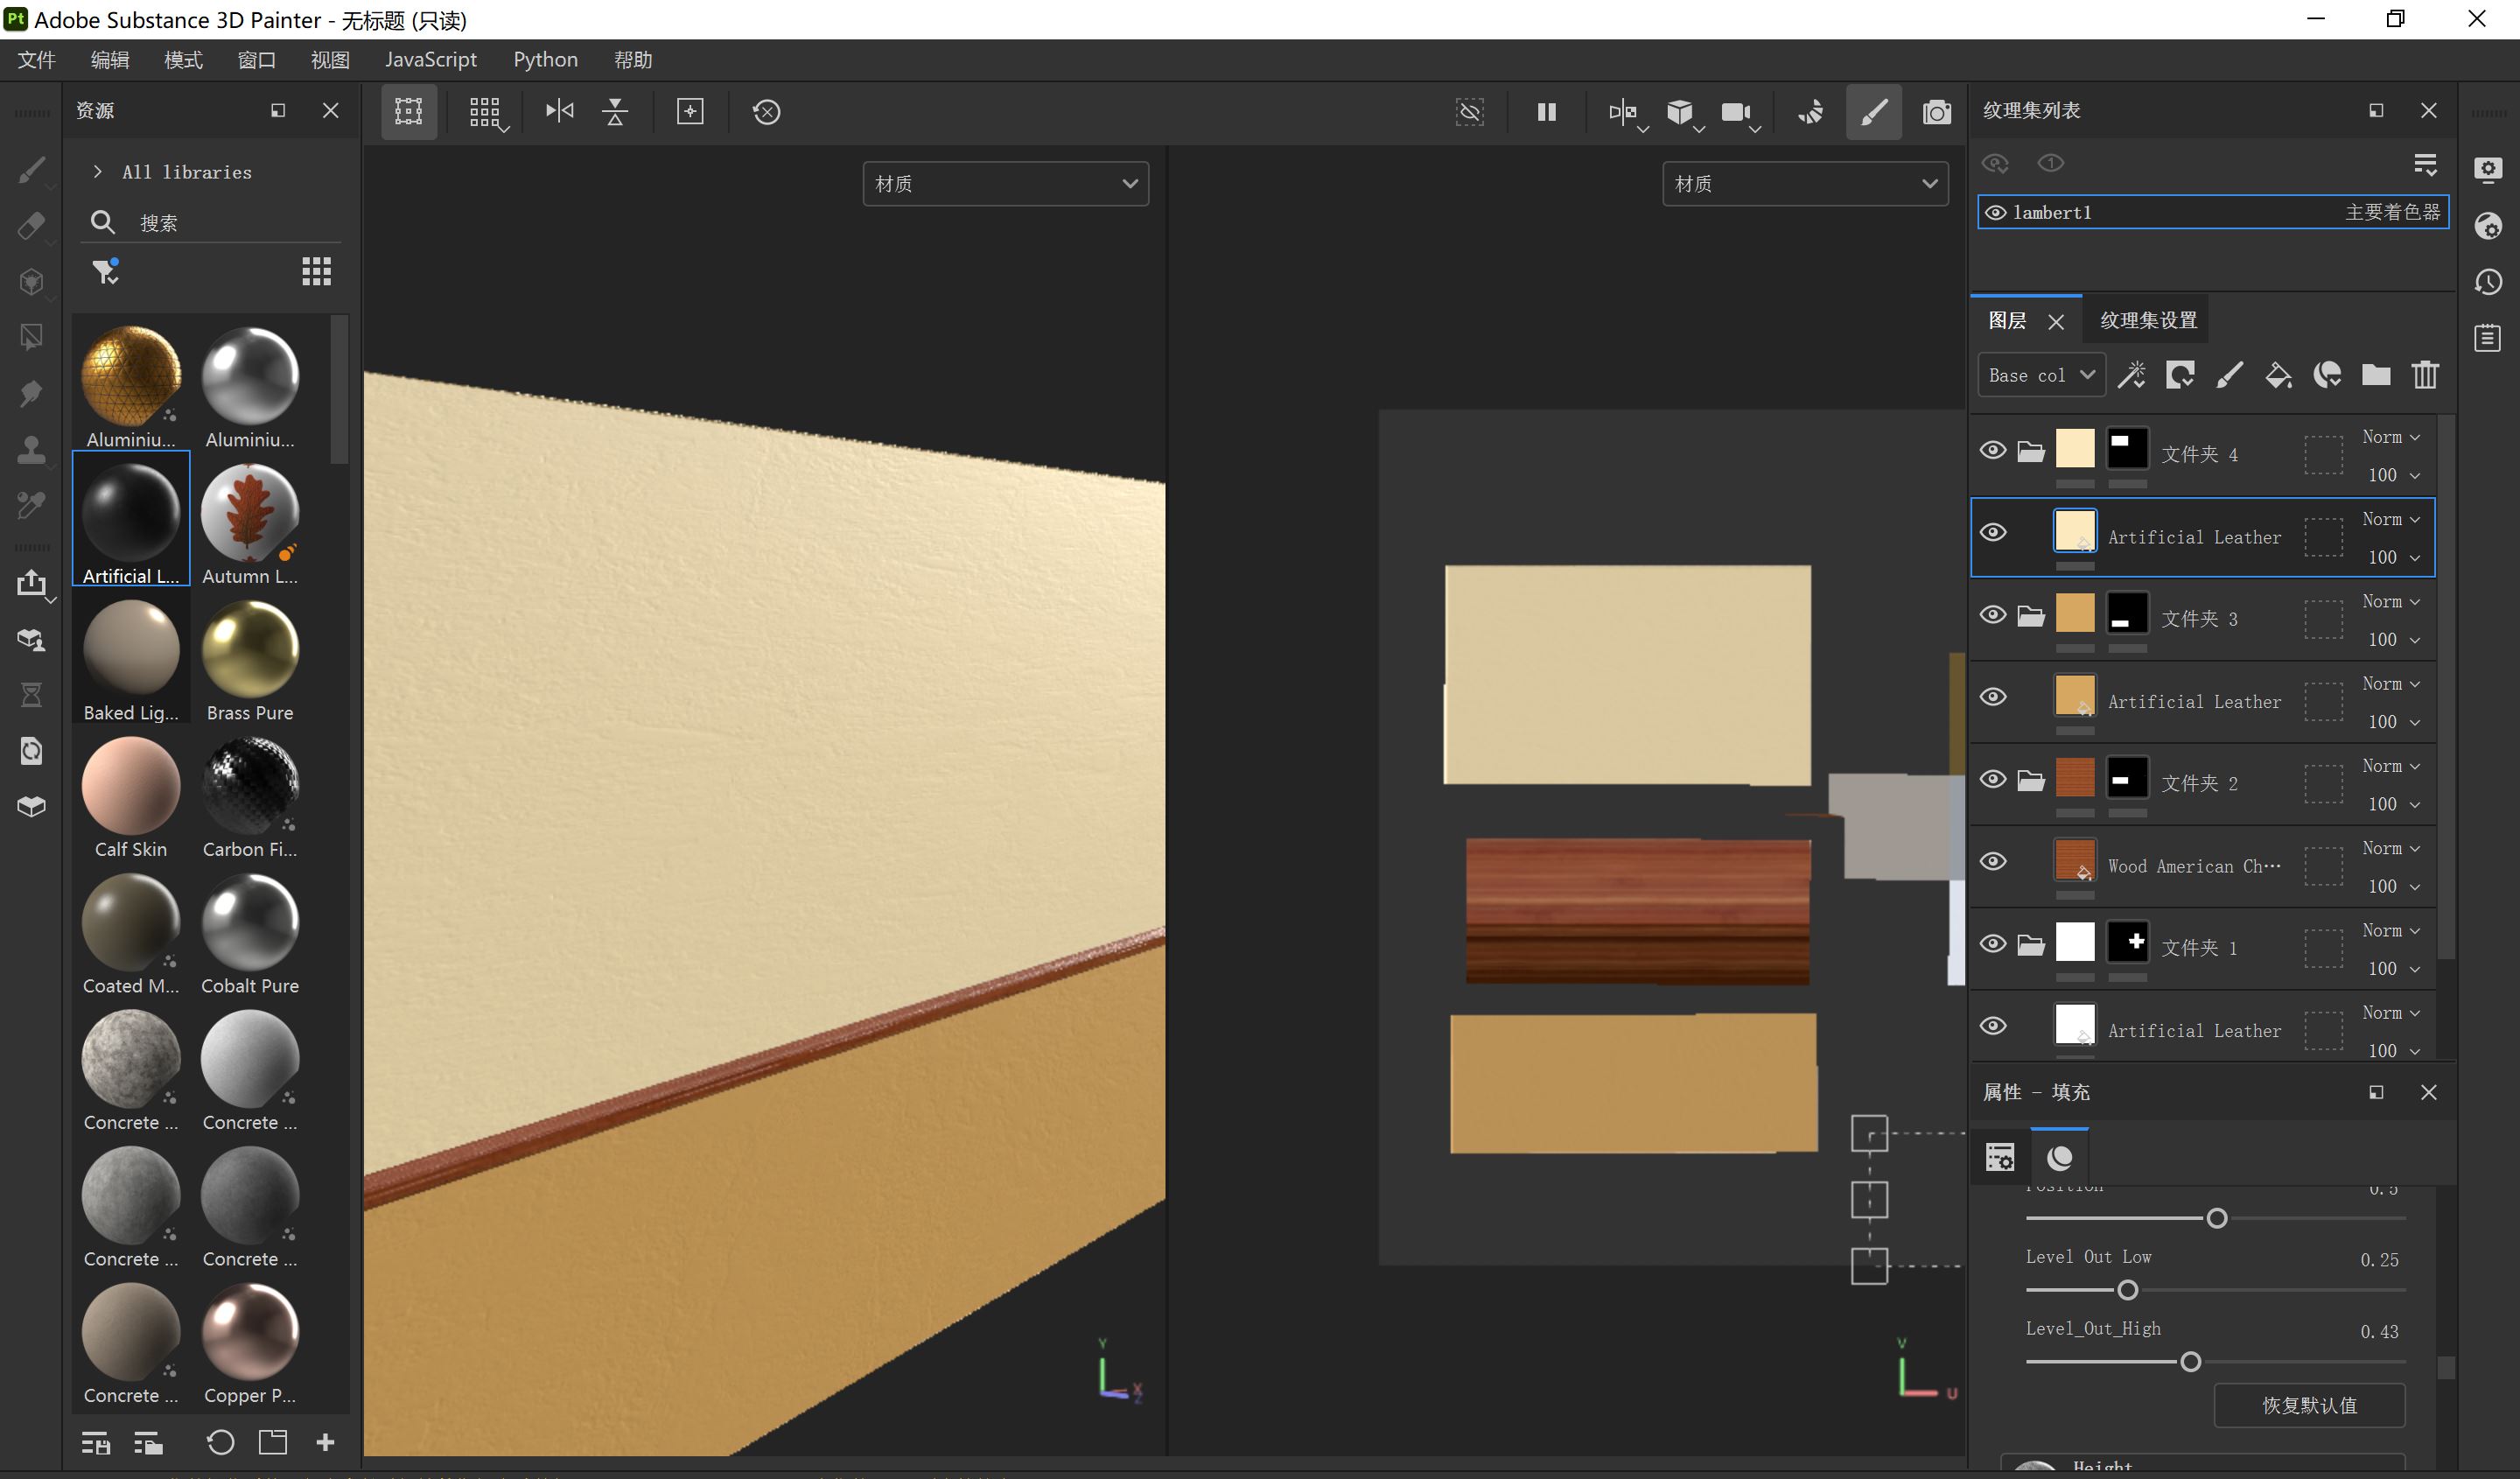 Pt Adobe Substance 3D Painter - 无标题 (只读)
文件 编辑 模式 窗口 视图 JavaScript Python 帮助
资源
All libraries
搜索
Aluminiu... Aluminiu...
Artificial L... Autumn L...
Baked Lig... Brass Pure
Calf Skin Carbon Fi...
Coated M... Cobalt Pure
Concrete ... Concrete ...
Concrete ... Concrete ...
Concrete ... Copper P...
材质
Y
X
Z
材质
V
U
纹理集列表
1
lambert1 主要着色器
图层 纹理集设置
Base col
文件夹 4 Norm
100
Artificial Leather Norm
100
文件夹 3 Norm
100
Artificial Leather Norm
100
文件夹 2 Norm
100
Wood American Ch… Norm
100
文件夹 1 Norm
100
Artificial Leather Norm
100
属性 - 填充
Position 0.5
Level Out Low 0.25
Level_Out_High 0.43
恢复默认值
Height